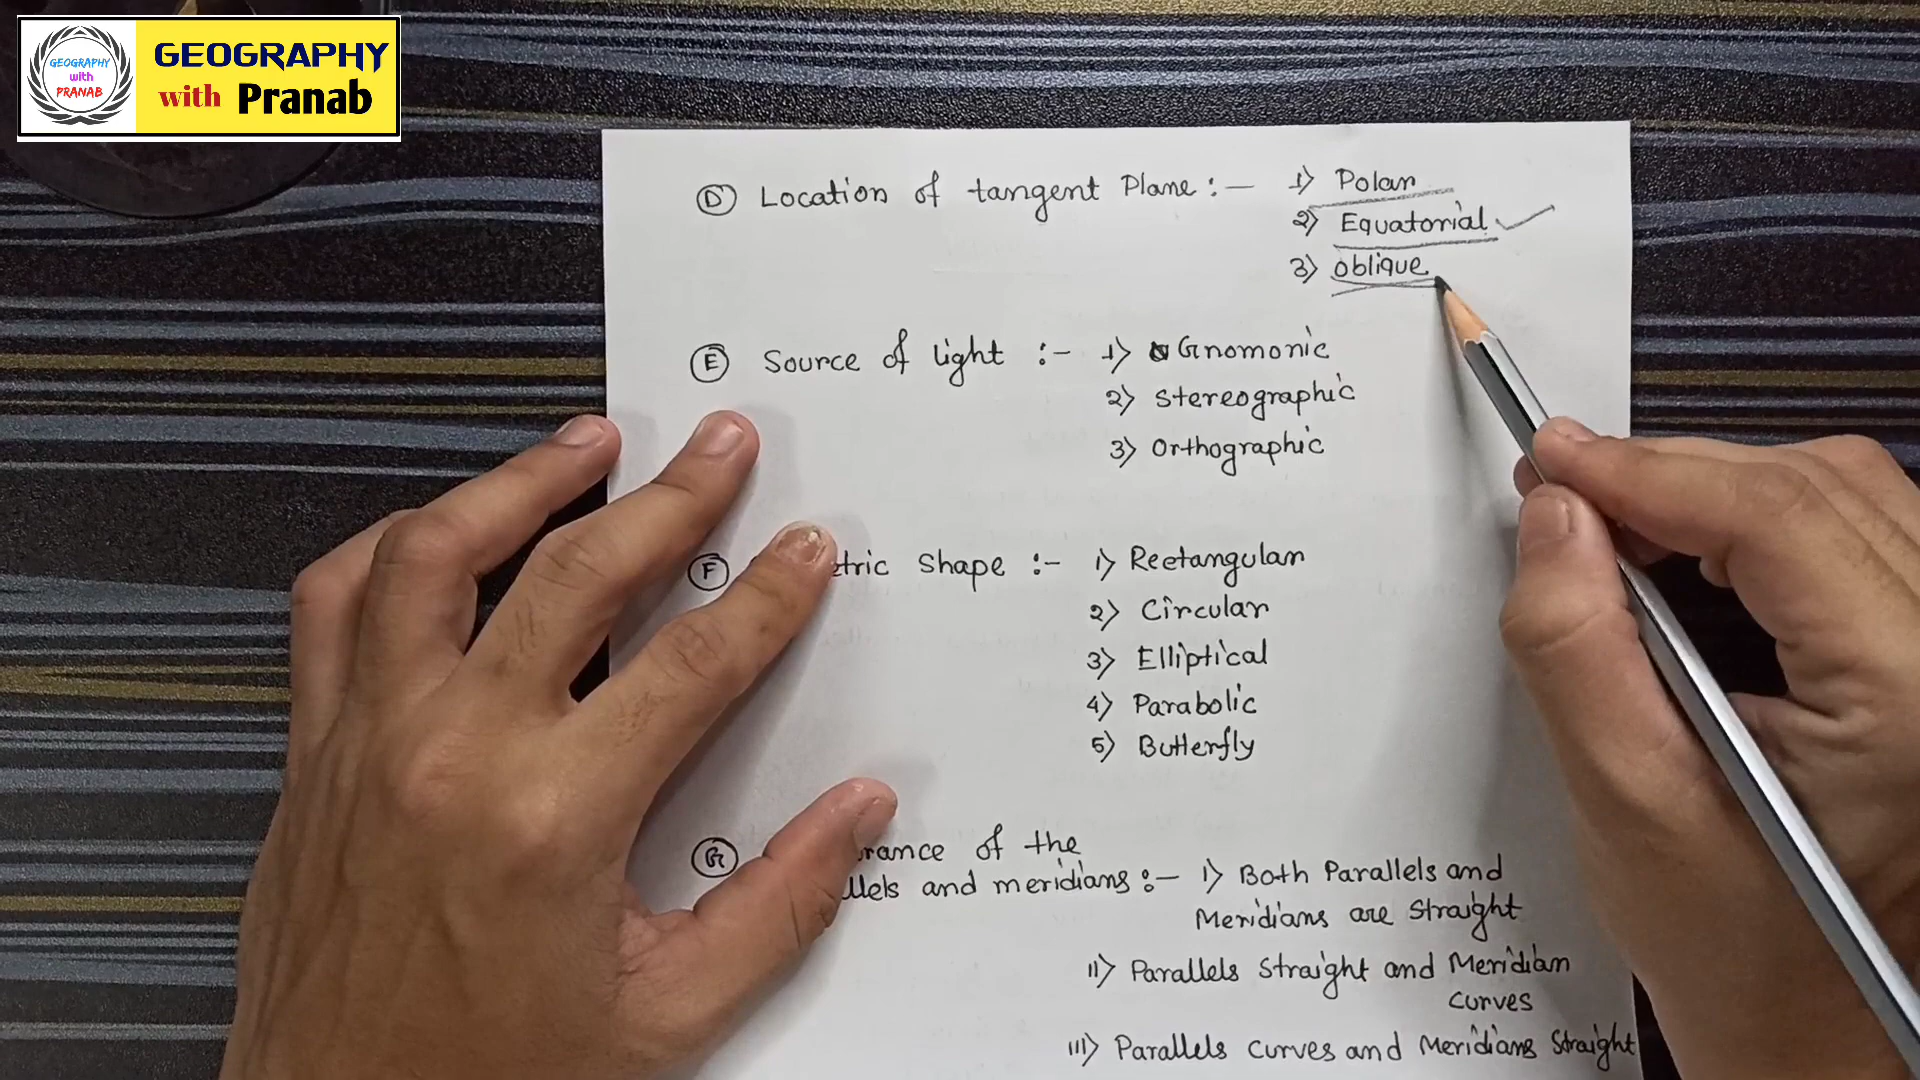 GEOGRAPHY
with
PRANAB
GEOGRAPHY
with Pranab
D Location of tangent Plane :— 1) Polar
2) Equatorial
3) oblique
E Source of light :- 1) Gnomonic
2) Stereographic
3) Orthographic
F tric Shape :- 1) Rectangular
2) Circular
3) Elliptical
4) Parabolic
5) Butterfly
G rance of the
llels and meridians :— 1) Both Parallels and
Meridians are Straight
11) Parallels Straight and Meridian
curves
111) Parallels curves and Meridians Straight